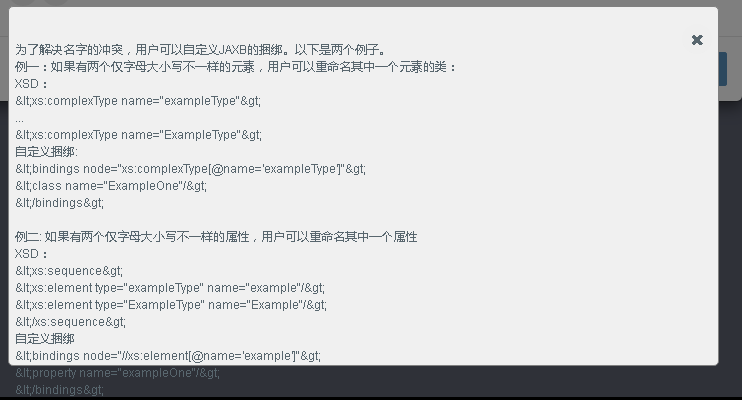 为了解决名字的冲突，用户可以自定义JAXB的捆绑。以下是两个例子。
例一：如果有两个仅字母大小写不一样的元素，用户可以重命名其中一个元素的类：
XSD：
&lt;xs:complexType name="exampleType"&gt;
...
&lt;xs:complexType name="ExampleType"&gt;
自定义捆绑:
&lt;bindings node="xs:complexType[@name='exampleType']"&gt;
&lt;class name="ExampleOne"/&gt;
&lt;/bindings&gt;
例二: 如果有两个仅字母大小写不一样的属性，用户可以重命名其中一个属性
XSD：
&lt;xs:sequence&gt;
&lt;xs:element type="exampleType" name="example"/&gt;
&lt;xs:element type="ExampleType" name="Example"/&gt;
&lt;/xs:sequence&gt;
自定义捆绑
&lt;bindings node="//xs:element[@name='example']"&gt;
&lt;property name="exampleOne"/&gt;
&lt;/bindings&gt;